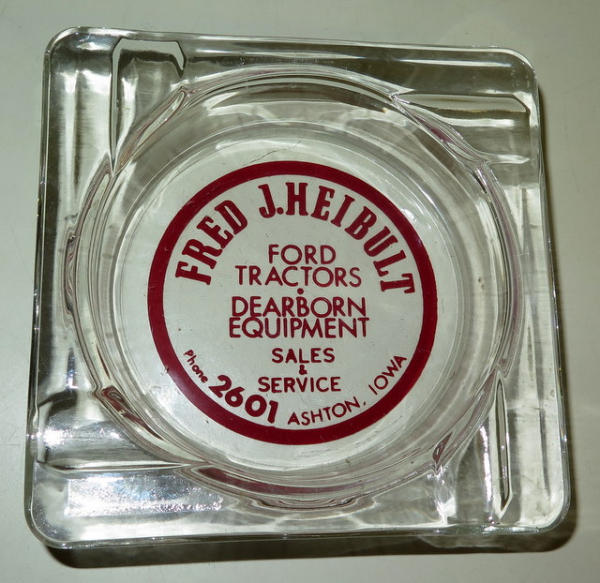 FRED J. HEIBULT
FORD
TRACTORS
•
DEARBORN
EQUIPMENT
SALES
&
SERVICE
Phone 2601 ASHTON, IOWA